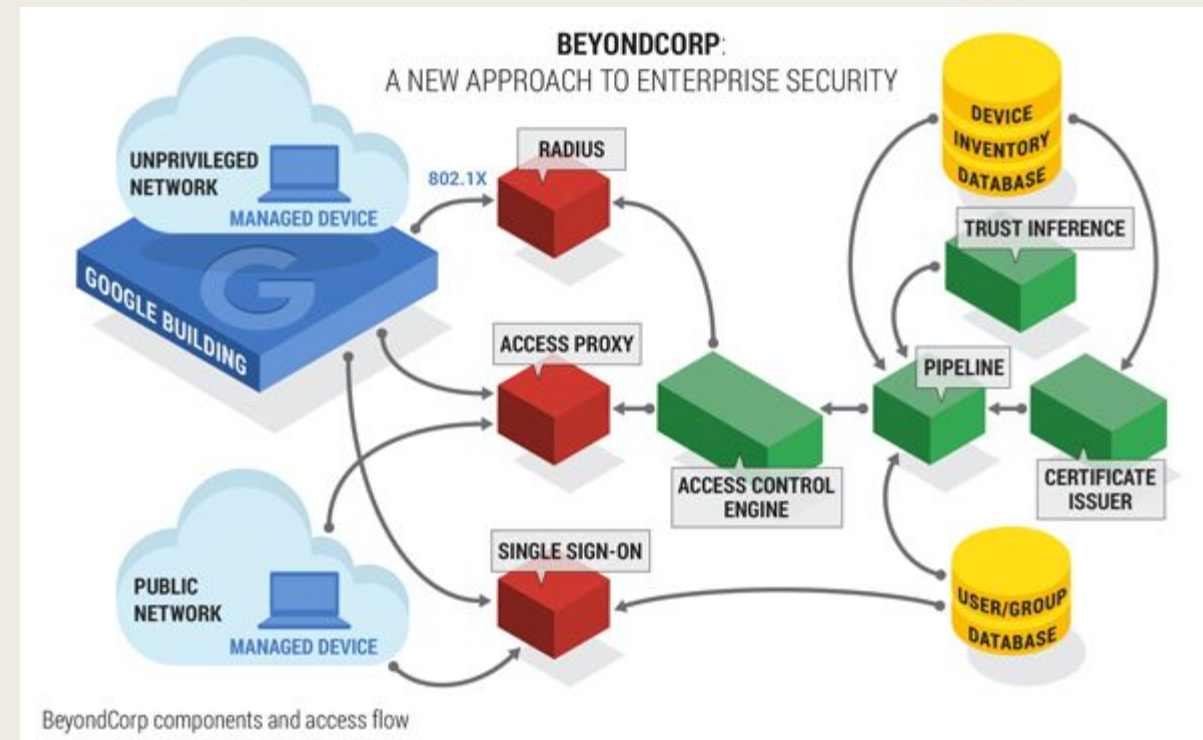 BEYONDCORP:
A NEW APPROACH TO ENTERPRISE SECURITY
UNPRIVILEGED
NETWORK
MANAGED DEVICE
G
GOOGLE BUILDING
802.1X
RADIUS
DEVICE
INVENTORY
DATABASE
TRUST INFERENCE
ACCESS PROXY
PIPELINE
ACCESS CONTROL
ENGINE
CERTIFICATE
ISSUER
PUBLIC
NETWORK
MANAGED DEVICE
SINGLE SIGN-ON
USER/GROUP
DATABASE
BeyondCorp components and access flow